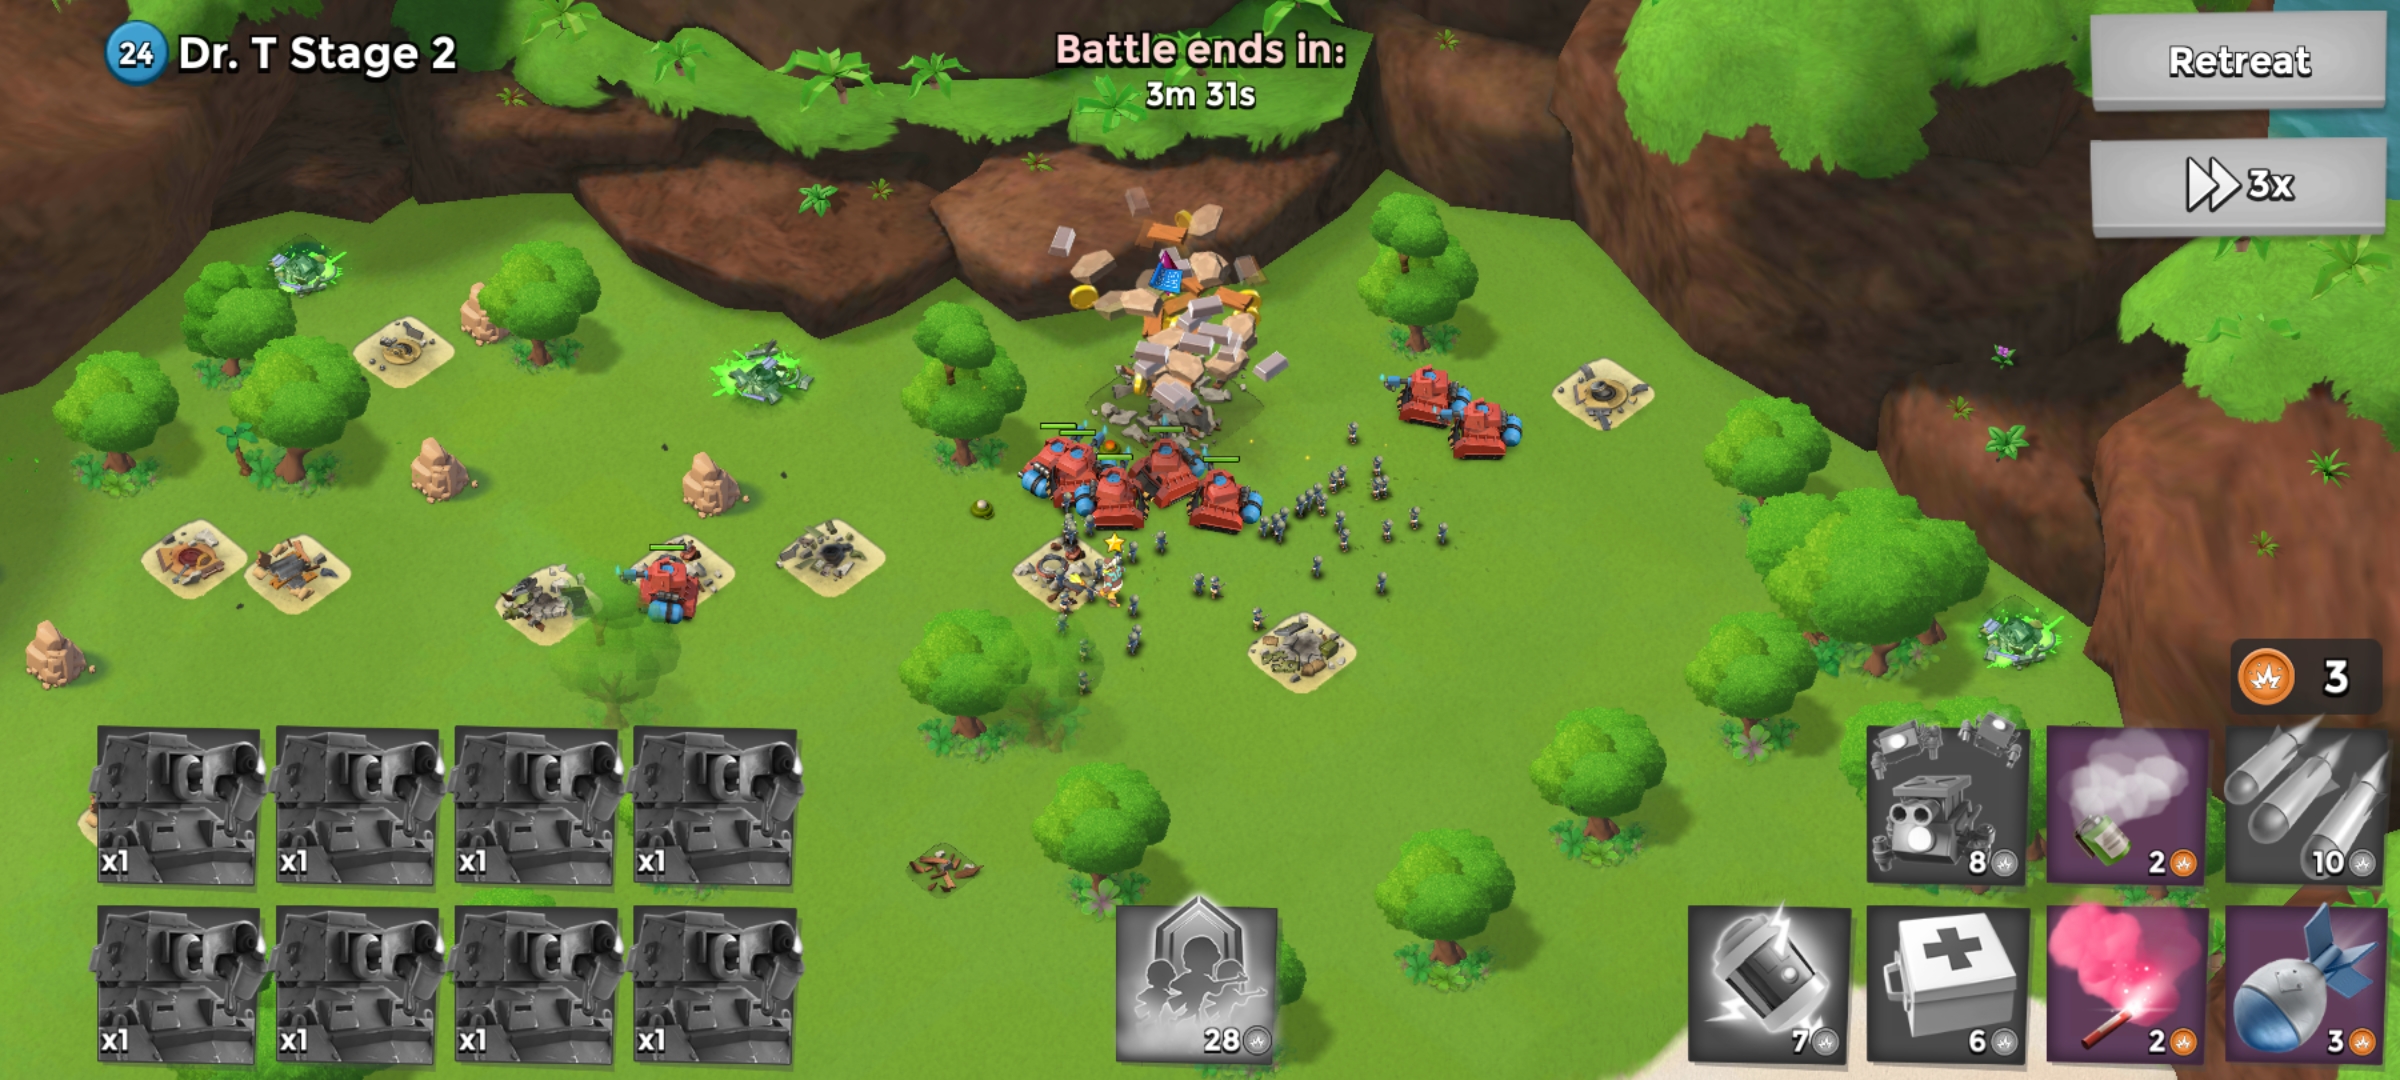 24 Dr. T Stage 2
Battle ends in:
3m 31s
Retreat
3x
3
x1 x1 x1 x1
8 2 10
x1 x1 x1 x1
28 7 6 2 3